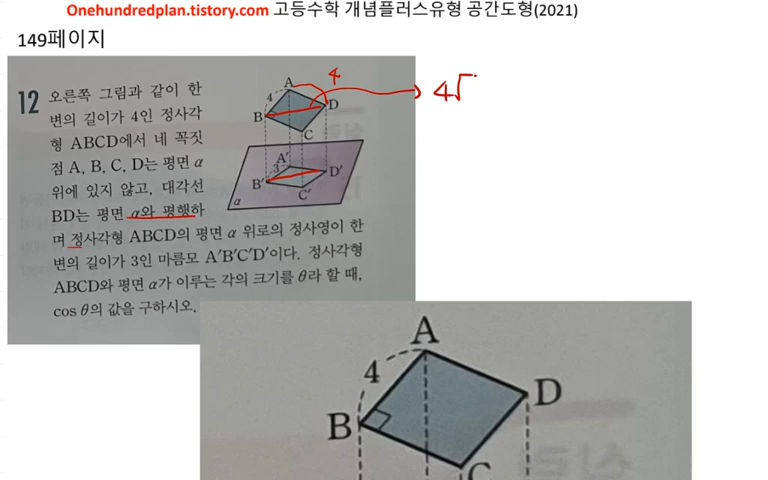 Onehundredplan.tistory.com 고등수학 개념플러스유형 공간도형(2021)
149페이지
12 오른쪽 그림과 같이 한
변의 길이가 4인 정사각
형 ABCD에서 네 꼭짓
점 A, B, C, D는 평면 α
위에 있지 않고, 대각선
BD는 평면 α와 평행하
며 정사각형 ABCD의 평면 α 위로의 정사영이 한
변의 길이가 3인 마름모 A′B′C′D′이다. 정사각형
ABCD와 평면 α가 이루는 각의 크기를 θ라 할 때,
cos θ의 값을 구하시오.
A
4
4
4√
B
D
C
A′
3
B′
D′
C′
α
A
4
D
B
C